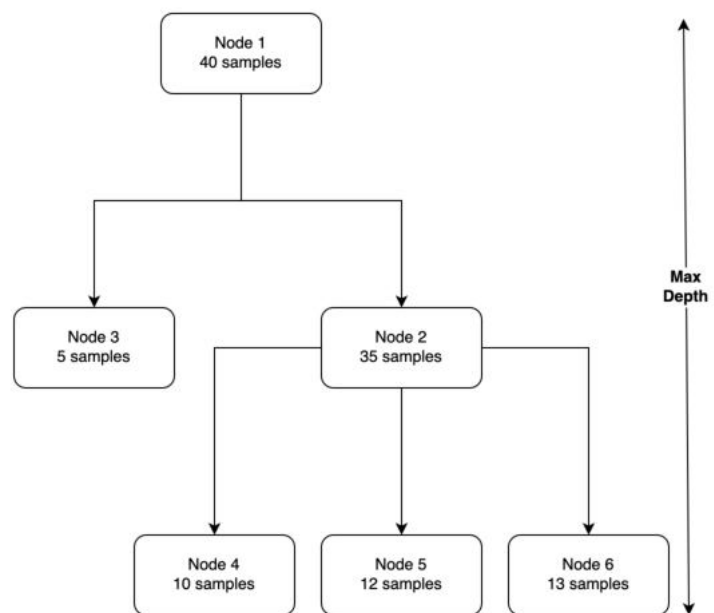 Node 1
40 samples
Max
Depth
Node 3
5 samples
Node 2
35 samples
Node 4
10 samples
Node 5
12 samples
Node 6
13 samples